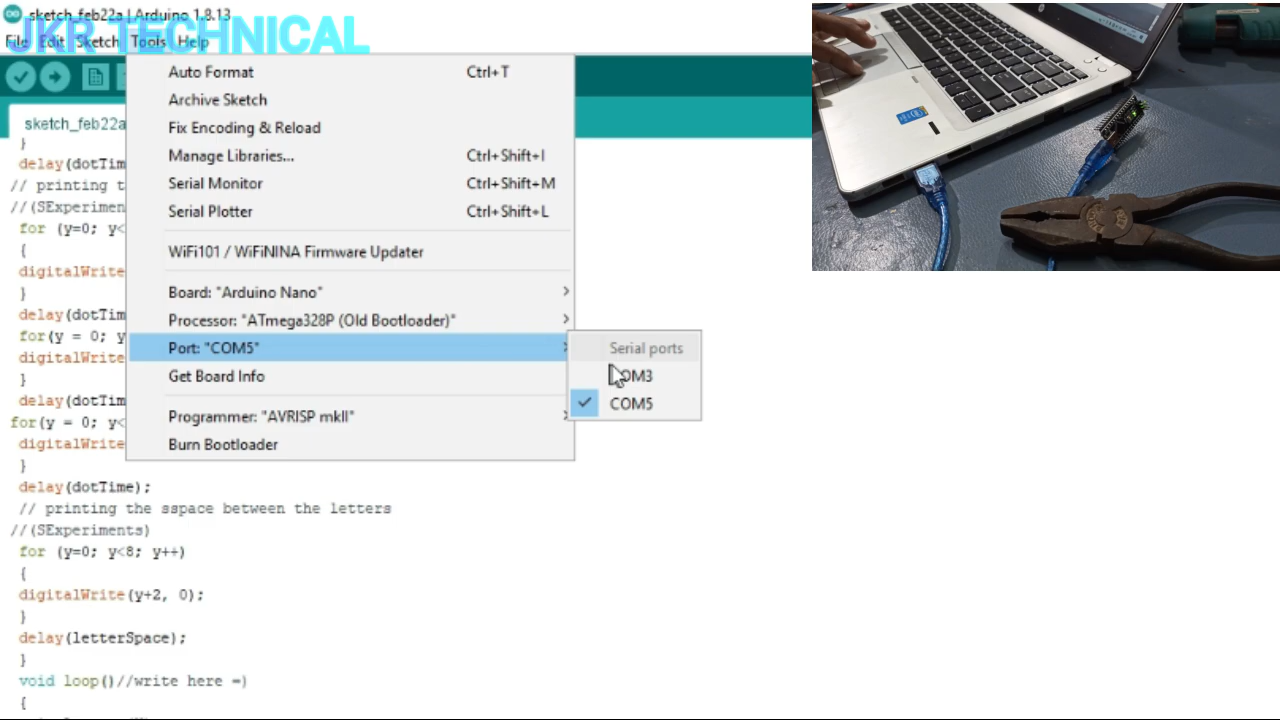 sketch_feb22a | Arduino 1.8.13
JKR TECHNICAL
File Edit Sketch Tools Help
Auto Format Ctrl+T
Archive Sketch
Fix Encoding & Reload
Manage Libraries... Ctrl+Shift+I
Serial Monitor Ctrl+Shift+M
Serial Plotter Ctrl+Shift+L
WiFi101 / WiFiNINA Firmware Updater
Board: "Arduino Nano"
Processor: "ATmega328P (Old Bootloader)"
Port: "COM5"
Get Board Info
Programmer: "AVRISP mkII"
Burn Bootloader
Serial ports
COM3
COM5
sketch_feb22a
}
delay(dotTim
// printing t
//(SExperimen
for (y=0; y<
{
digitalWrite
}
delay(dotTim
for(y = 0; y
digitalWrite
}
delay(dotTim
for(y = 0; y<
digitalWrite
}
delay(dotTime);
// printing the sspace between the letters
//(SExperiments)
for (y=0; y<8; y++)
{
digitalWrite(y+2, 0);
}
delay(letterSpace);
}
void loop()//write here =)
{